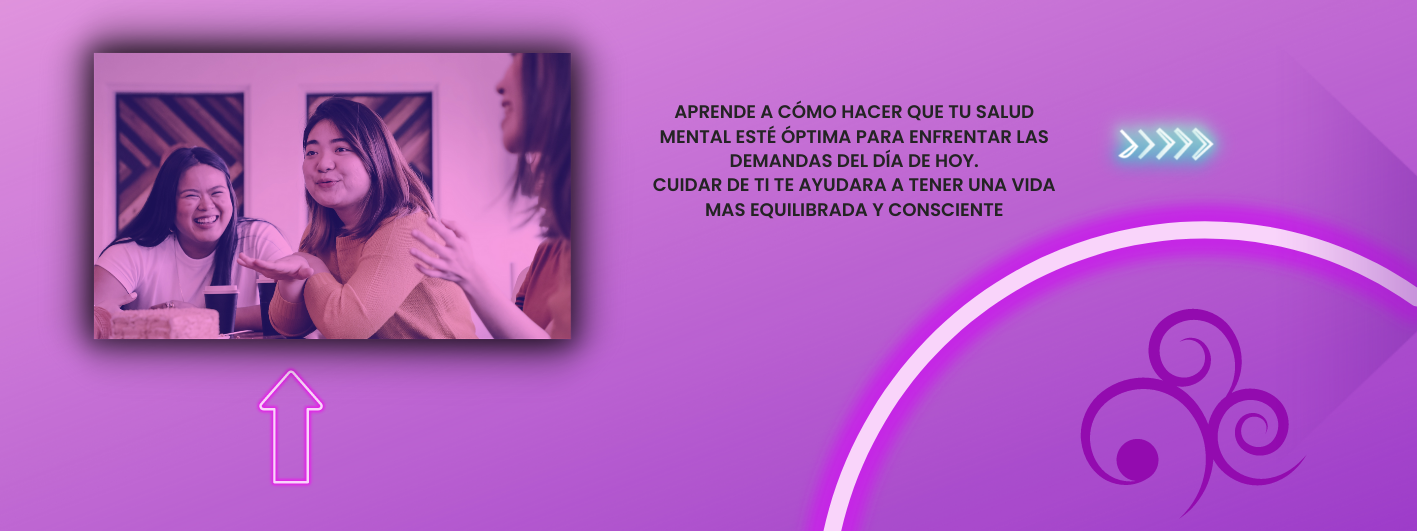 APRENDE A CÓMO HACER QUE TU SALUD
MENTAL ESTÉ ÓPTIMA PARA ENFRENTAR LAS
DEMANDAS DEL DÍA DE HOY.
CUIDAR DE TI TE AYUDARA A TENER UNA VIDA
MAS EQUILIBRADA Y CONSCIENTE